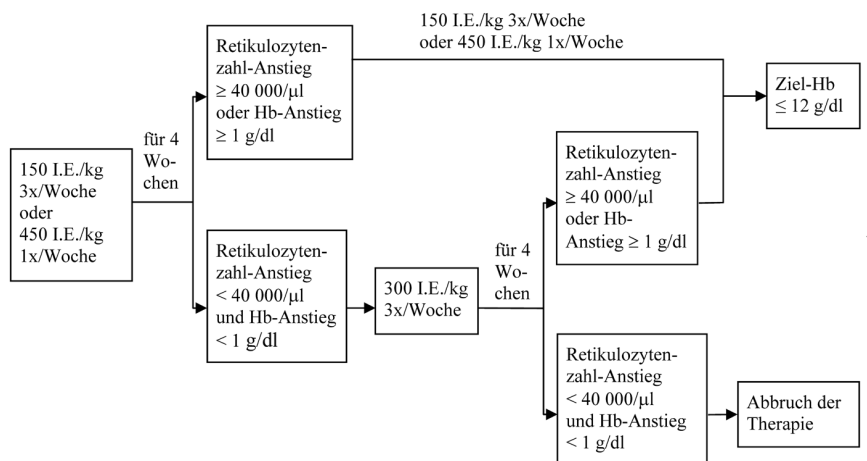 150 I.E./kg
3x/Woche
oder
450 I.E./kg
1x/Woche
für 4
Wo-
chen
Retikulozyten-
zahl-Anstieg
≥ 40 000/µl
oder Hb-Anstieg
≥ 1 g/dl
150 I.E./kg 3x/Woche
oder 450 I.E./kg 1x/Woche
Ziel-Hb
≤ 12 g/dl
Retikulozyten-
zahl-Anstieg
< 40 000/µl
und Hb-Anstieg
< 1 g/dl
300 I.E./kg
3x/Woche
für 4
Wo-
chen
Retikulozyten-
zahl-Anstieg
≥ 40 000/µl
oder Hb-
Anstieg ≥ 1 g/dl
Retikulozyten-
zahl-Anstieg
< 40 000/µl
und Hb-Anstieg
< 1 g/dl
Abbruch der
Therapie